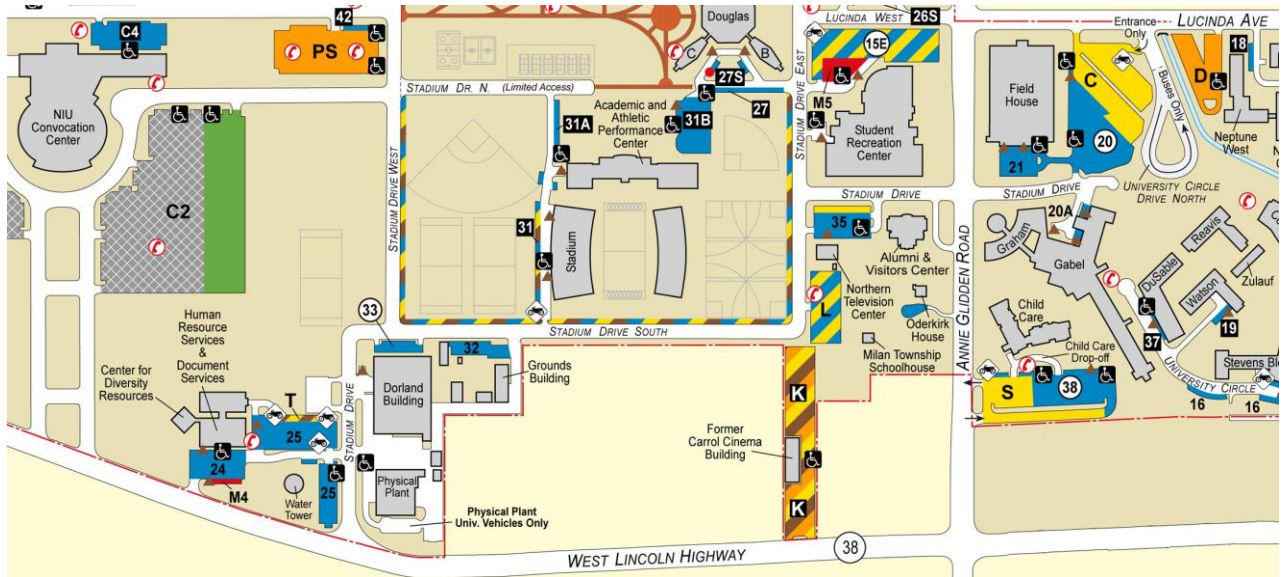 C4
42
PS
NIU
Convocation
Center
C2
STADIUM DR. N. (Limited Access)
STADIUM DRIVE WEST
31A
Academic and
Athletic
Performance
Center
31B
Douglas
C
B
27S
27
LUCINDA WEST
26S
15E
STADIUM DRIVE EAST
M5
Student
Recreation
Center
LUCINDA AVE
Entrance
Only
Field
House
C
Buses Only
D
18
Neptune
West
20
21
STADIUM DRIVE
STADIUM DRIVE
UNIVERSITY CIRCLE
DRIVE NORTH
20A
31
Stadium
35
Alumni &
Visitors Center
Northern
Television
Center
L
Oderkirk
House
Milan Township
Schoolhouse
ANNIE GLIDDEN ROAD
Graham
Gabel
Reavis
DuSable
Zulauf
Watson
Child
Care
Child Care
Drop-off
37
19
Stevens Bl
UNIVERSITY CIRCLE
S
38
16
16
STADIUM DRIVE SOUTH
33
32
Human
Resource
Services
&
Document
Services
Center for
Diversity
Resources
T
25
STADIUM DRIVE
Dorland
Building
Grounds
Building
24
M4
Water
Tower
25
Physical
Plant
Physical Plant
Univ. Vehicles Only
K
Former
Carrol Cinema
Building
K
WEST LINCOLN HIGHWAY
38